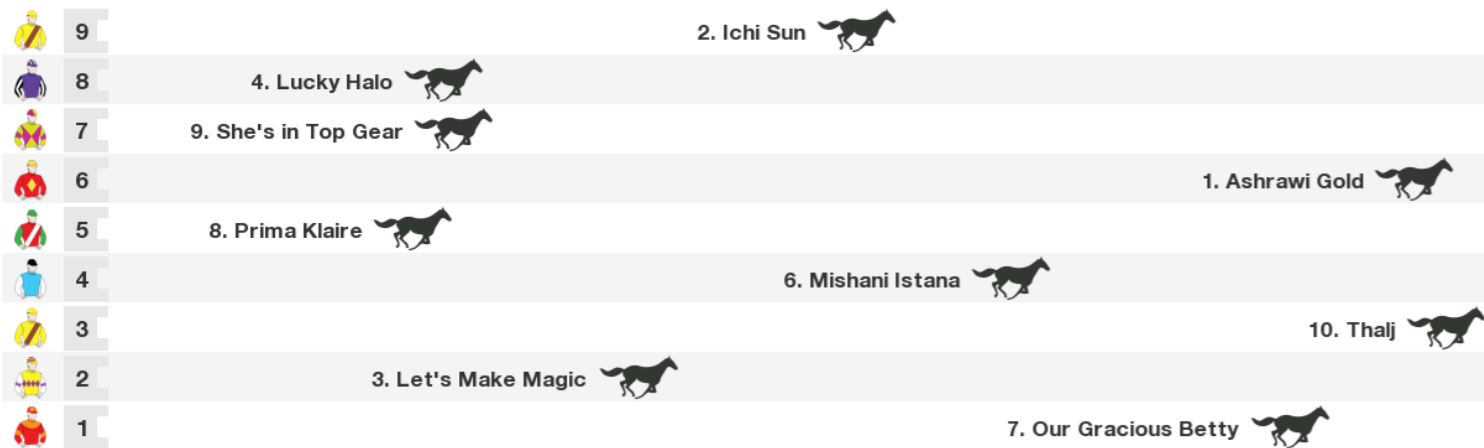 9 2. Ichi Sun
8 4. Lucky Halo
7 9. She's in Top Gear
6 1. Ashrawi Gold
5 8. Prima Klaire
4 6. Mishani Istana
3 10. Thalj
2 3. Let's Make Magic
1 7. Our Gracious Betty